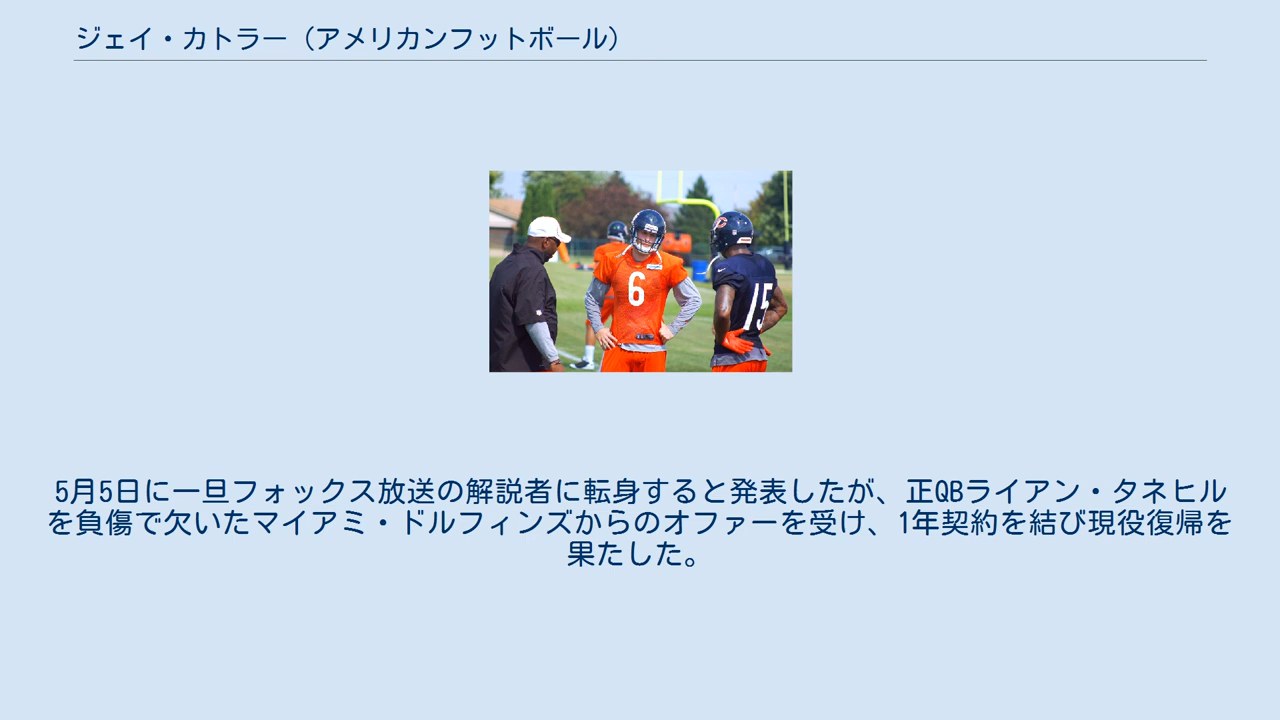 ジェイ・カトラー（アメリカンフットボール）
6
15
5月5日に一旦フォックス放送の解説者に転身すると発表したが、正QBライアン・タネヒル
を負傷で欠いたマイアミ・ドルフィンズからのオファーを受け、1年契約を結び現役復帰を
果たした。